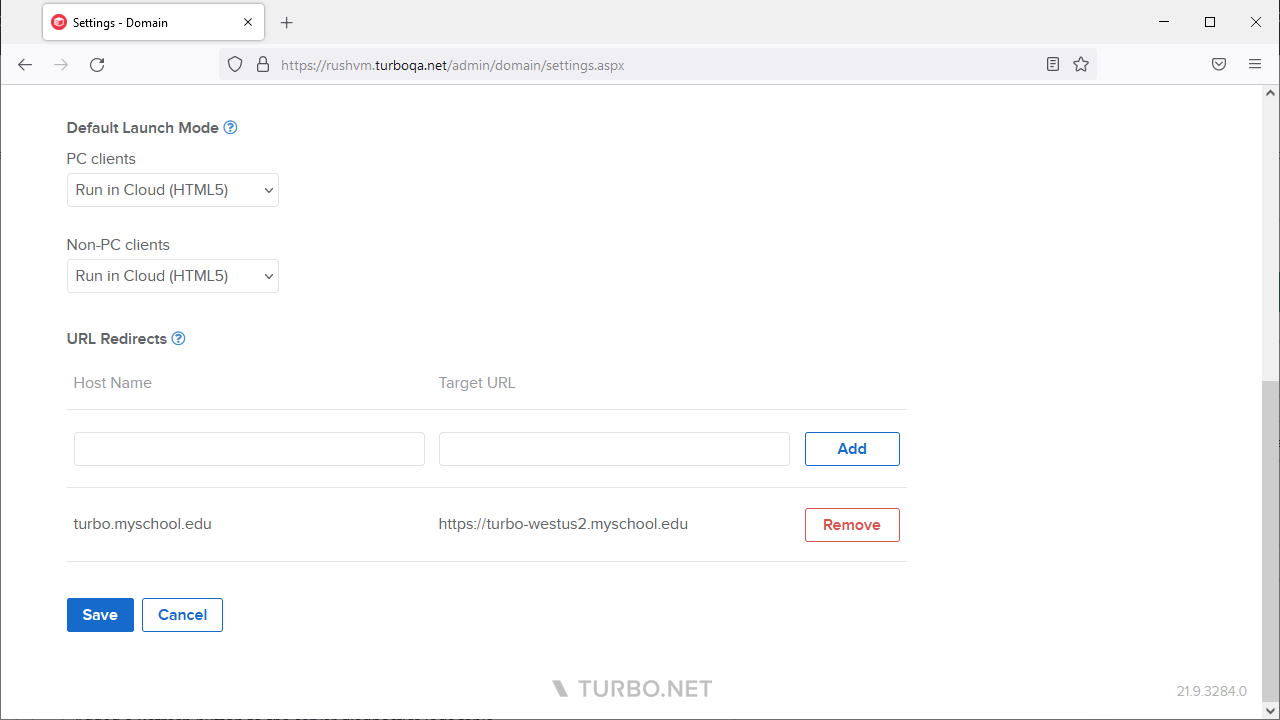 Settings - Domain
https://rushvm.turboqa.net/admin/domain/settings.aspx
Default Launch Mode ?
PC clients
Run in Cloud (HTML5)
Non-PC clients
Run in Cloud (HTML5)
URL Redirects ?
Host Name Target URL
Add
turbo.myschool.edu https://turbo-westus2.myschool.edu Remove
Save Cancel
TURBO.NET
21.9.3284.0